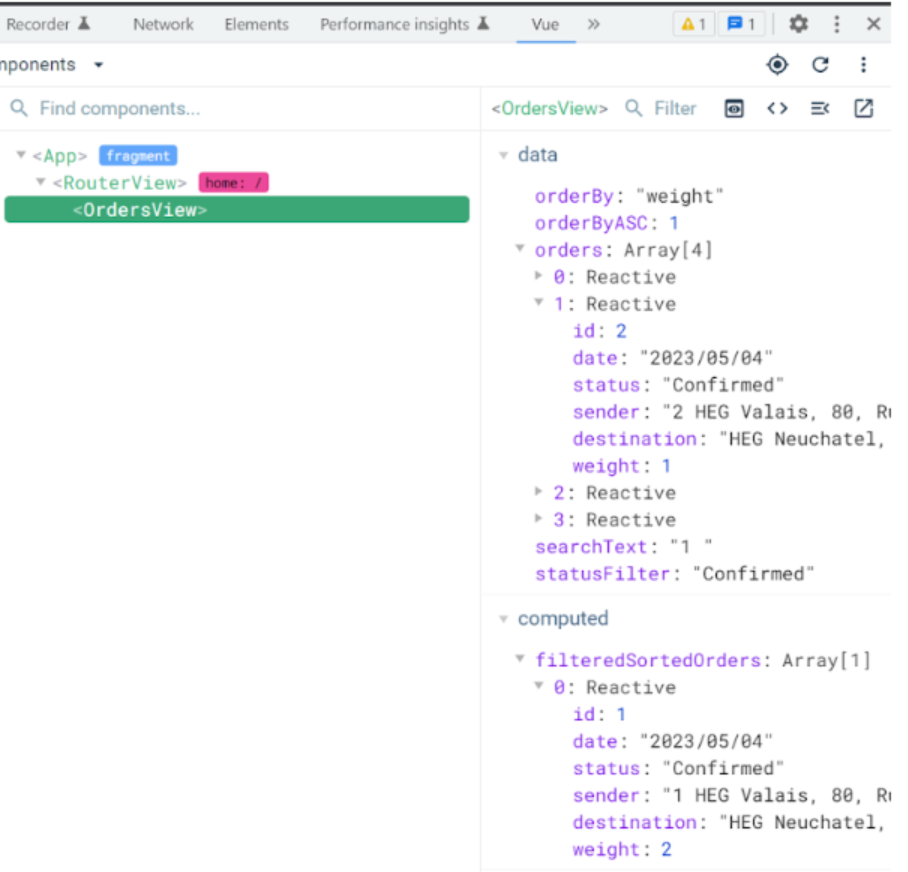 Recorder Network Elements Performance insights Vue » 1 1
mponents
Find components...
<OrdersView> Filter
<App> fragment
<RouterView> home: /
<OrdersView>
data
orderBy: "weight"
orderByASC: 1
orders: Array[4]
0: Reactive
1: Reactive
id: 2
date: "2023/05/04"
status: "Confirmed"
sender: "2 HEG Valais, 80, Ru
destination: "HEG Neuchatel,
weight: 1
2: Reactive
3: Reactive
searchText: "1 "
statusFilter: "Confirmed"
computed
filteredSortedOrders: Array[1]
0: Reactive
id: 1
date: "2023/05/04"
status: "Confirmed"
sender: "1 HEG Valais, 80, Ru
destination: "HEG Neuchatel,
weight: 2